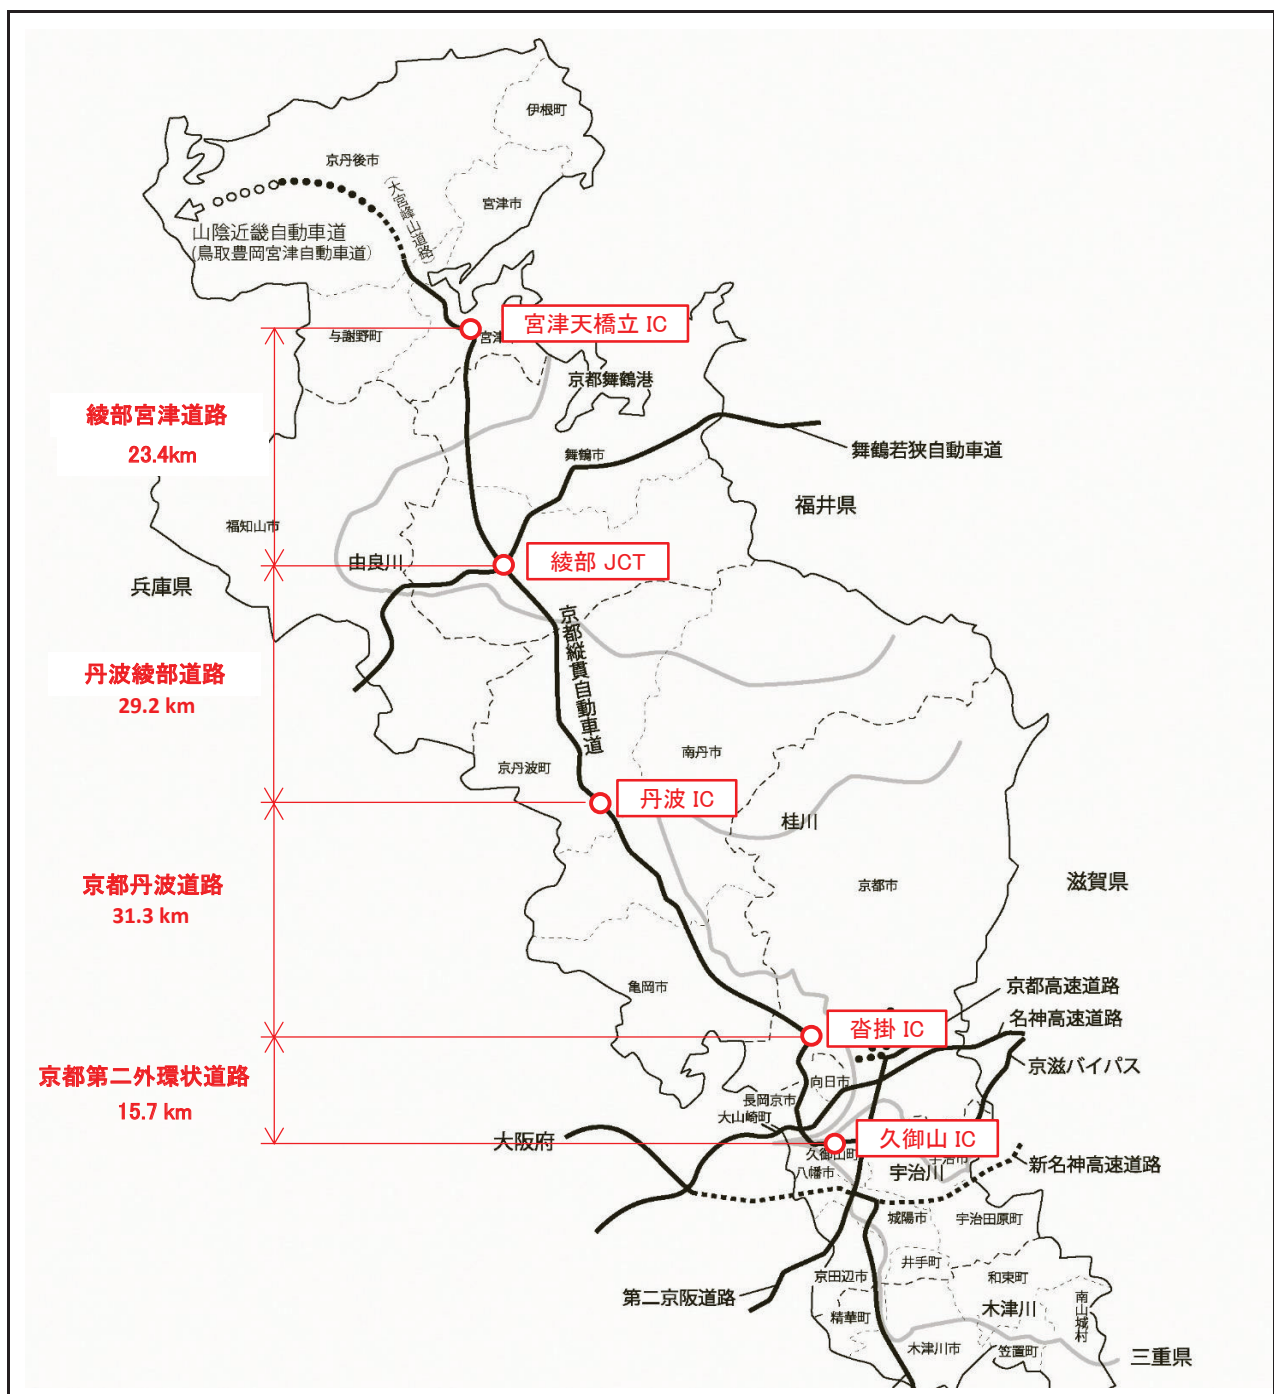 伊根町
京丹後市
(大宮峰山道路)
宮津市
山陰近畿自動車道
(鳥取豊岡宮津自動車道)
宮津天橋立 IC
与謝野町
宮津
京都舞鶴港
綾部宮津道路
23.4km
舞鶴市
舞鶴若狭自動車道
福井県
福知山市
由良川
綾部 JCT
兵庫県
京都縦貫自動車道
丹波綾部道路
29.2 km
南丹市
京丹波町
丹波 IC
桂川
京都丹波道路
31.3 km
京都市
滋賀県
亀岡市
京都高速道路
沓掛 IC
名神高速道路
京滋バイパス
京都第二外環状道路
15.7 km
向日市
長岡京市
大山崎町
大阪府
久御山 IC
久御山町
宇治市
八幡市
宇治川
新名神高速道路
城陽市
宇治田原町
井手町
京田辺市
和束町
第二京阪道路
精華町
木津川
南山城村
木津川市
笠置町
三重県